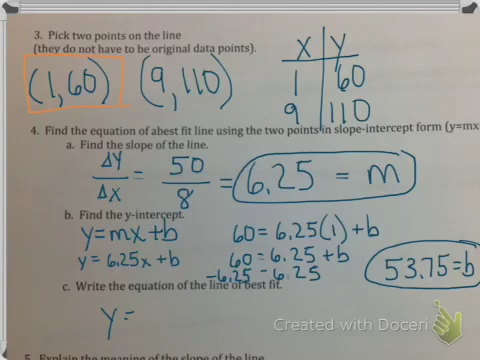 3. Pick two points on the line
(they do not have to be original data points).
(1,60) (9,110)
X Y
1 60
9 110
4. Find the equation of abest fit line using the two points in slope-intercept form (y=mx+
a. Find the slope of the line.
ΔY/ΔX = 50/8 = 6.25 = m
b. Find the y-intercept.
y=mx+b 60=6.25(1)+b
y=6.25x+b 60=6.25+b
-6.25 -6.25
53.75=b
c. Write the equation of the line of best fit.
y=
Created with Doceri
5. Explain the meaning of the slope of the line